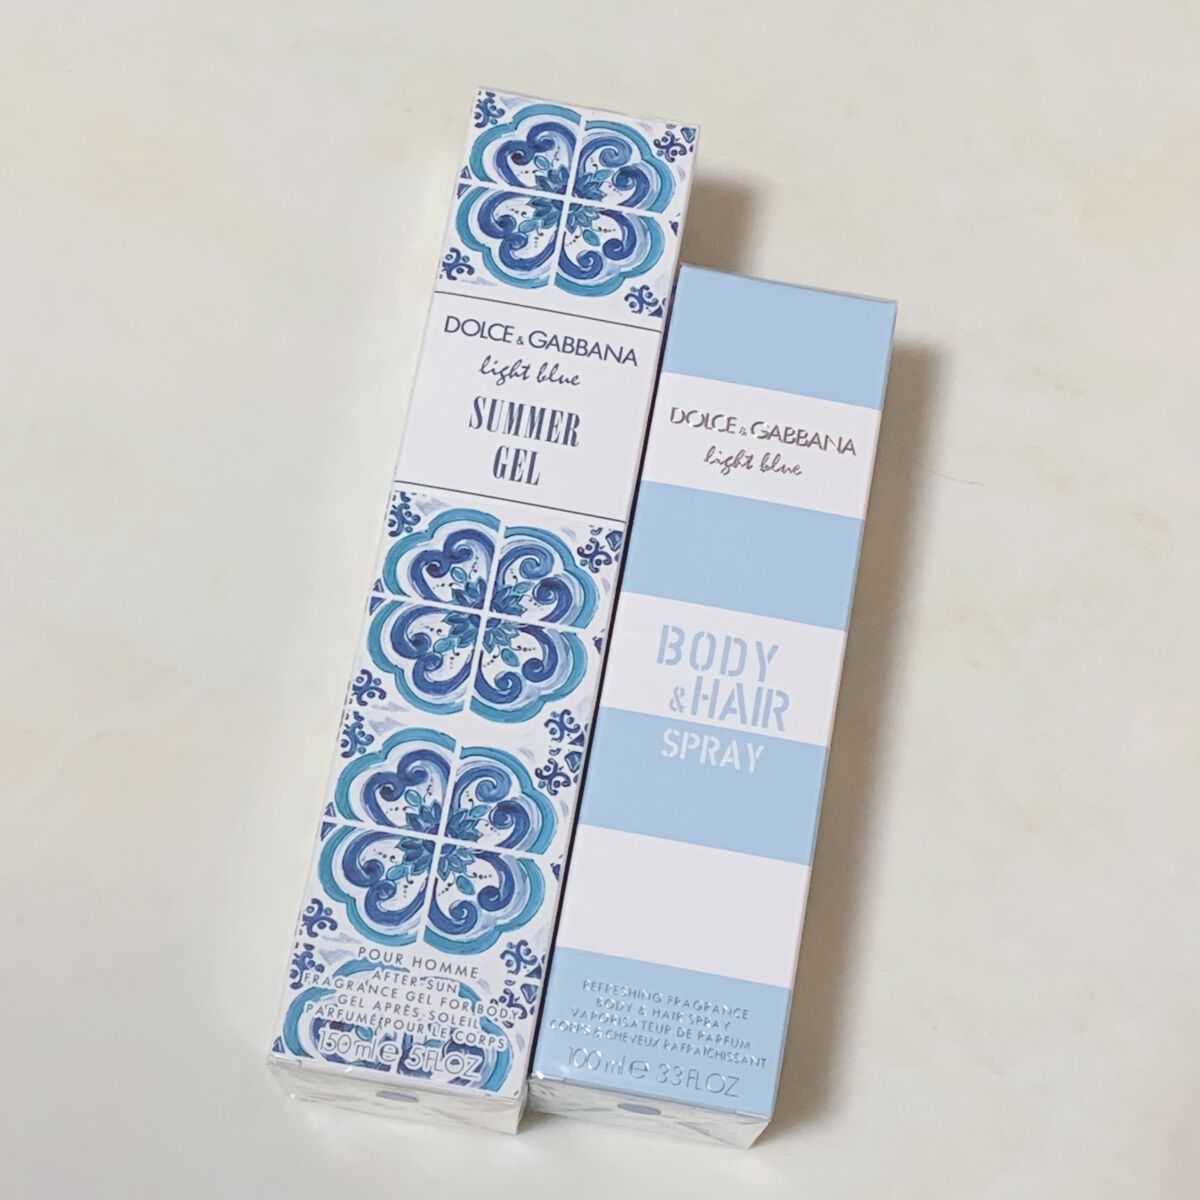 DOLCE & GABBANA
light blue
SUMMER
GEL
POUR HOMME
AFTER-SUN
FRAGRANCE GEL FOR BODY
GEL APRÈS SOLEIL
PARFUMÉ POUR LE CORPS
150 ml e 5FL.OZ
DOLCE & GABBANA
light blue
BODY
& HAIR
SPRAY
REFRESHING FRAGRANCE
BODY & HAIR SPRAY
VAPORISATEUR DE PARFUM
CORPS & CHEVEUX RAFRAICHISSANT
100 ml e 3.3 FL.OZ